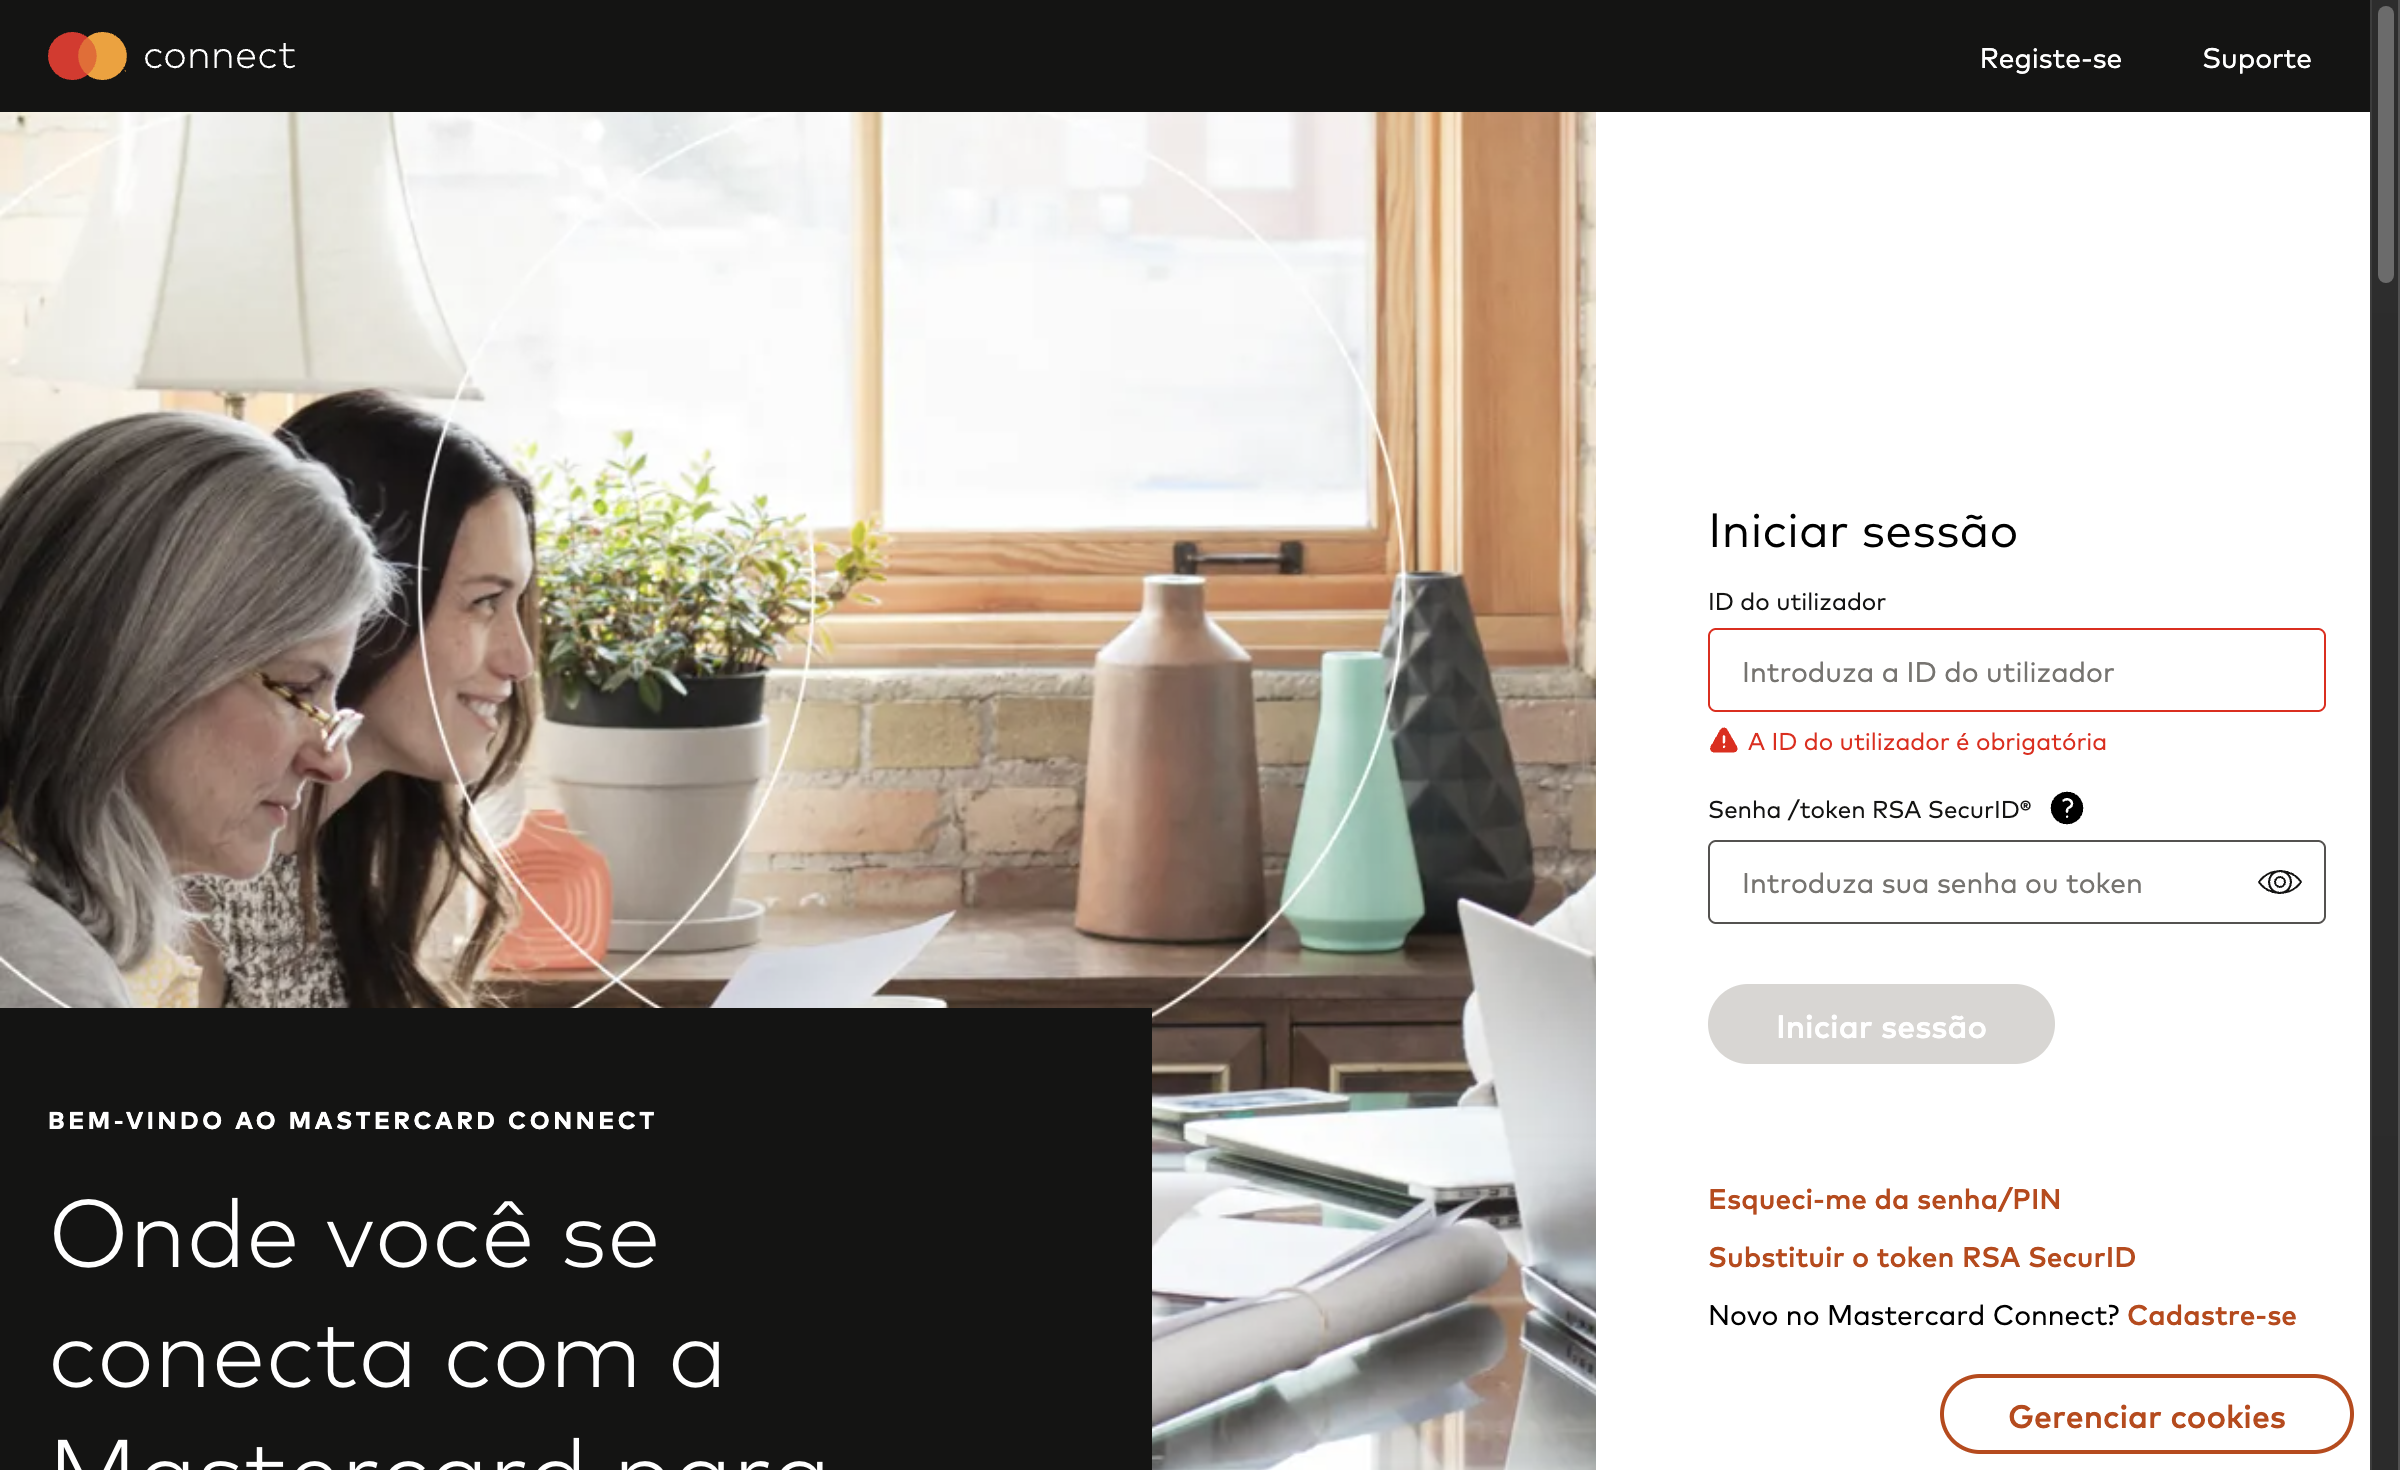 connect
Registe-se
Suporte
Iniciar sessão
ID do utilizador
Introduza a ID do utilizador
A ID do utilizador é obrigatória
Senha /token RSA SecurID®
?
Introduza sua senha ou token
Iniciar sessão
Esqueci-me da senha/PIN
Substituir o token RSA SecurID
Novo no Mastercard Connect? Cadastre-se
Gerenciar cookies
BEM-VINDO AO MASTERCARD CONNECT
Onde você se
conecta com a
Mastercard para